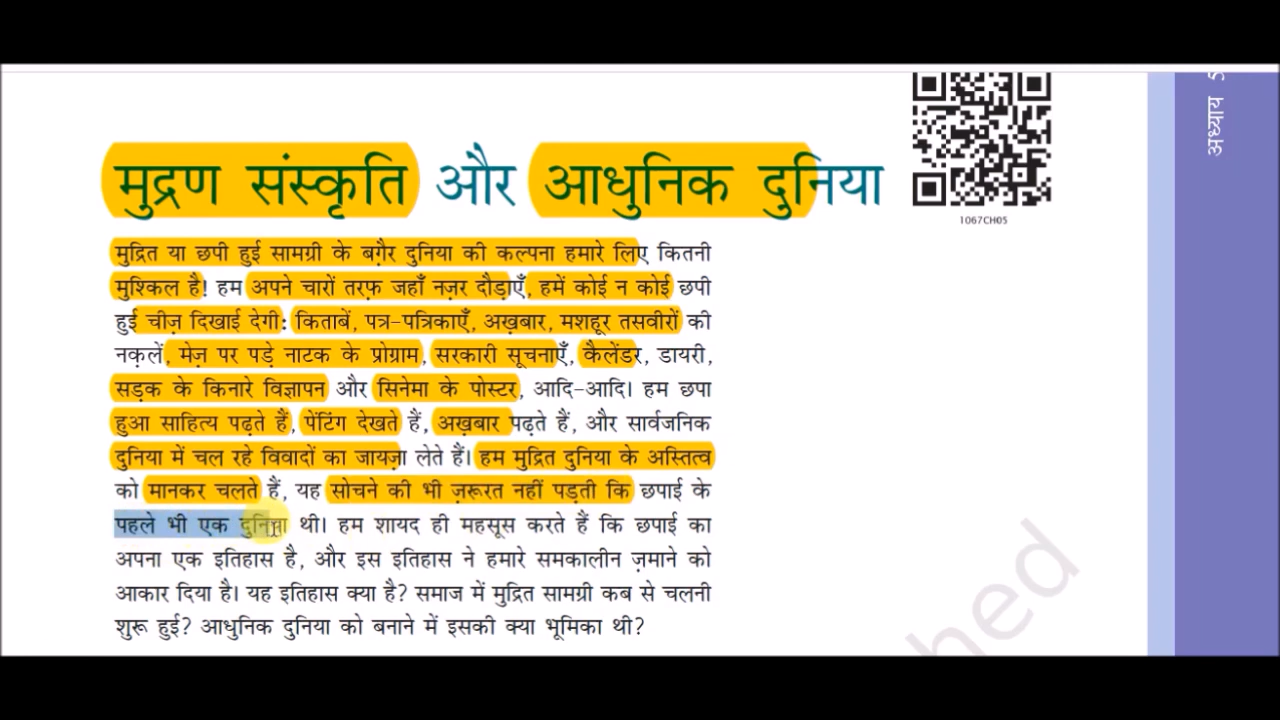 अध्याय 5
मुद्रण संस्कृति और आधुनिक दुनिया
1067CH05
मुद्रित या छपी हुई सामग्री के बग़ैर दुनिया की कल्पना हमारे लिए कितनी
मुश्किल है! हम अपने चारों तरफ़ जहाँ नज़र दौड़ाएँ, हमें कोई न कोई छपी
हुई चीज़ दिखाई देगी: किताबें, पत्र-पत्रिकाएँ, अख़बार, मशहूर तसवीरों की
नक़लें, मेज़ पर पड़े नाटक के प्रोग्राम, सरकारी सूचनाएँ, कैलेंडर, डायरी,
सड़क के किनारे विज्ञापन और सिनेमा के पोस्टर, आदि-आदि। हम छपा
हुआ साहित्य पढ़ते हैं, पेंटिंग देखते हैं, अख़बार पढ़ते हैं, और सार्वजनिक
दुनिया में चल रहे विवादों का जायज़ा लेते हैं। हम मुद्रित दुनिया के अस्तित्व
को मानकर चलते हैं, यह सोचने की भी ज़रूरत नहीं पड़ती कि छपाई के
पहले भी एक दुनिया थी। हम शायद ही महसूस करते हैं कि छपाई का
अपना एक इतिहास है, और इस इतिहास ने हमारे समकालीन ज़माने को
आकार दिया है। यह इतिहास क्या है? समाज में मुद्रित सामग्री कब से चलनी
शुरू हुई? आधुनिक दुनिया को बनाने में इसकी क्या भूमिका थी?
hed